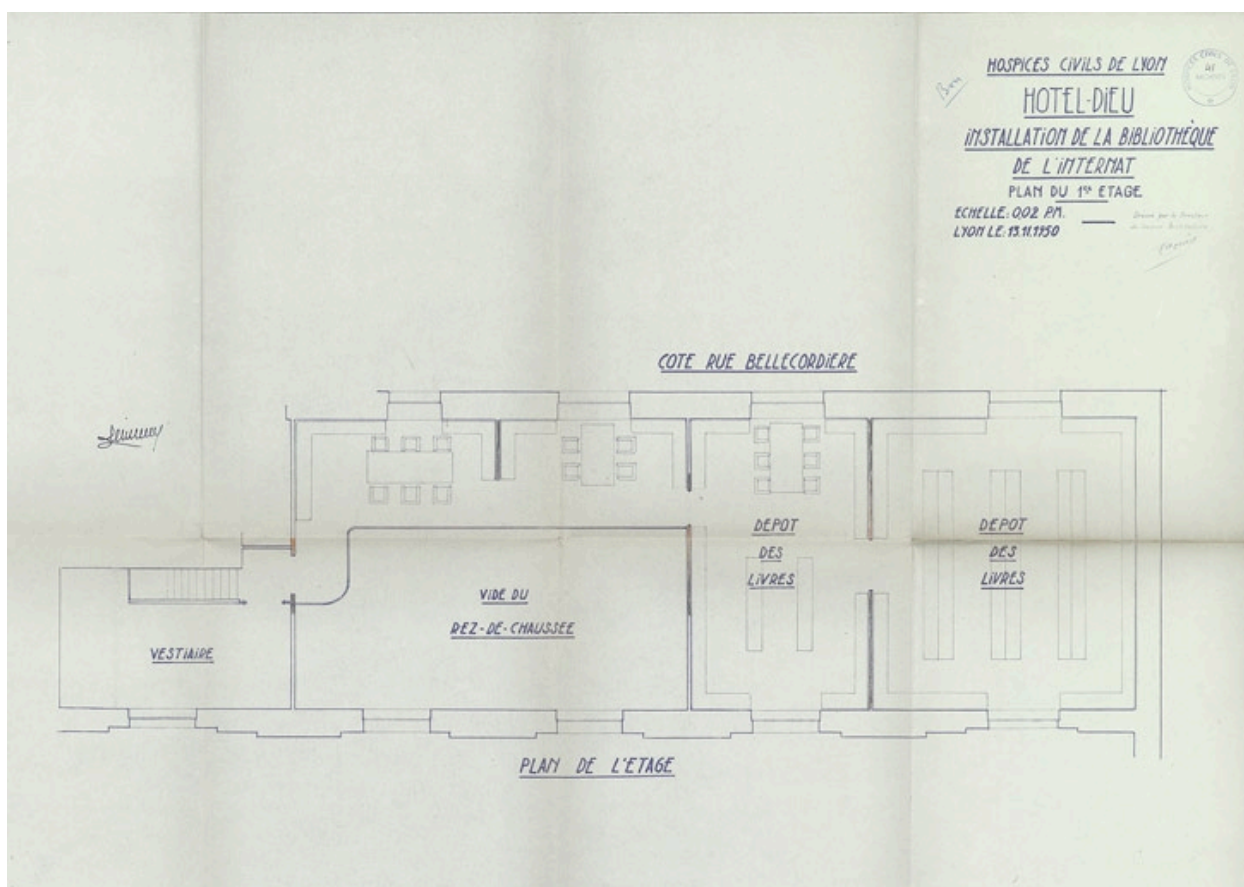 HOSPICES CIVILS DE LYON
HOTEL-DIEU
INSTALLATION DE LA BIBLIOTHÈQUE
DE L'INTERNAT
PLAN DU 1er ETAGE
ECHELLE: 0,02 P.M.
LYON LE: 13.11.1950
Bon
COTE RUE BELLECORDIERE
DEPOT
DES
LIVRES
DEPOT
DES
LIVRES
VIDE DU
REZ-DE-CHAUSSEE
VESTIAIRE
PLAN DE L'ETAGE